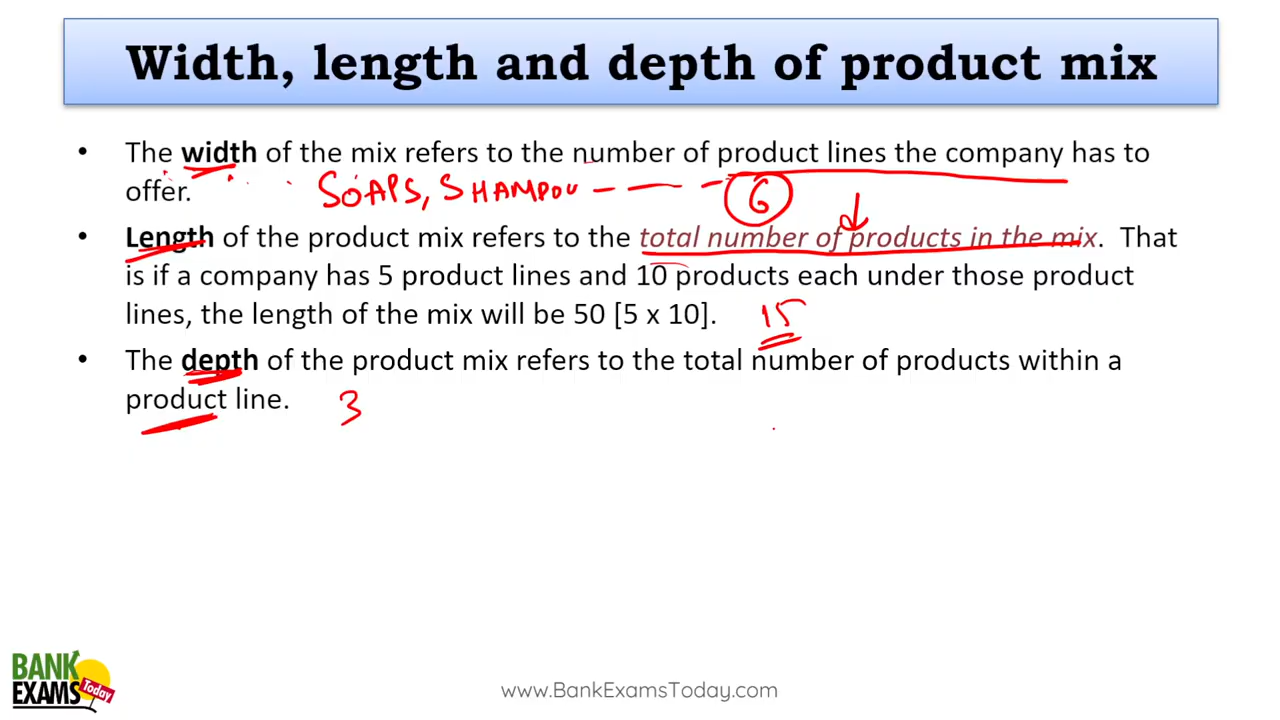 Width, length and depth of product mix
• The width of the mix refers to the number of product lines the company has to
offer. SOAPS, SHAMPOU 6
• Length of the product mix refers to the total number of products in the mix. That
is if a company has 5 product lines and 10 products each under those product
lines, the length of the mix will be 50 [5 x 10]. 15
• The depth of the product mix refers to the total number of products within a
product line. 3
BANK
EXAMS
Today
www.BankExamsToday.com